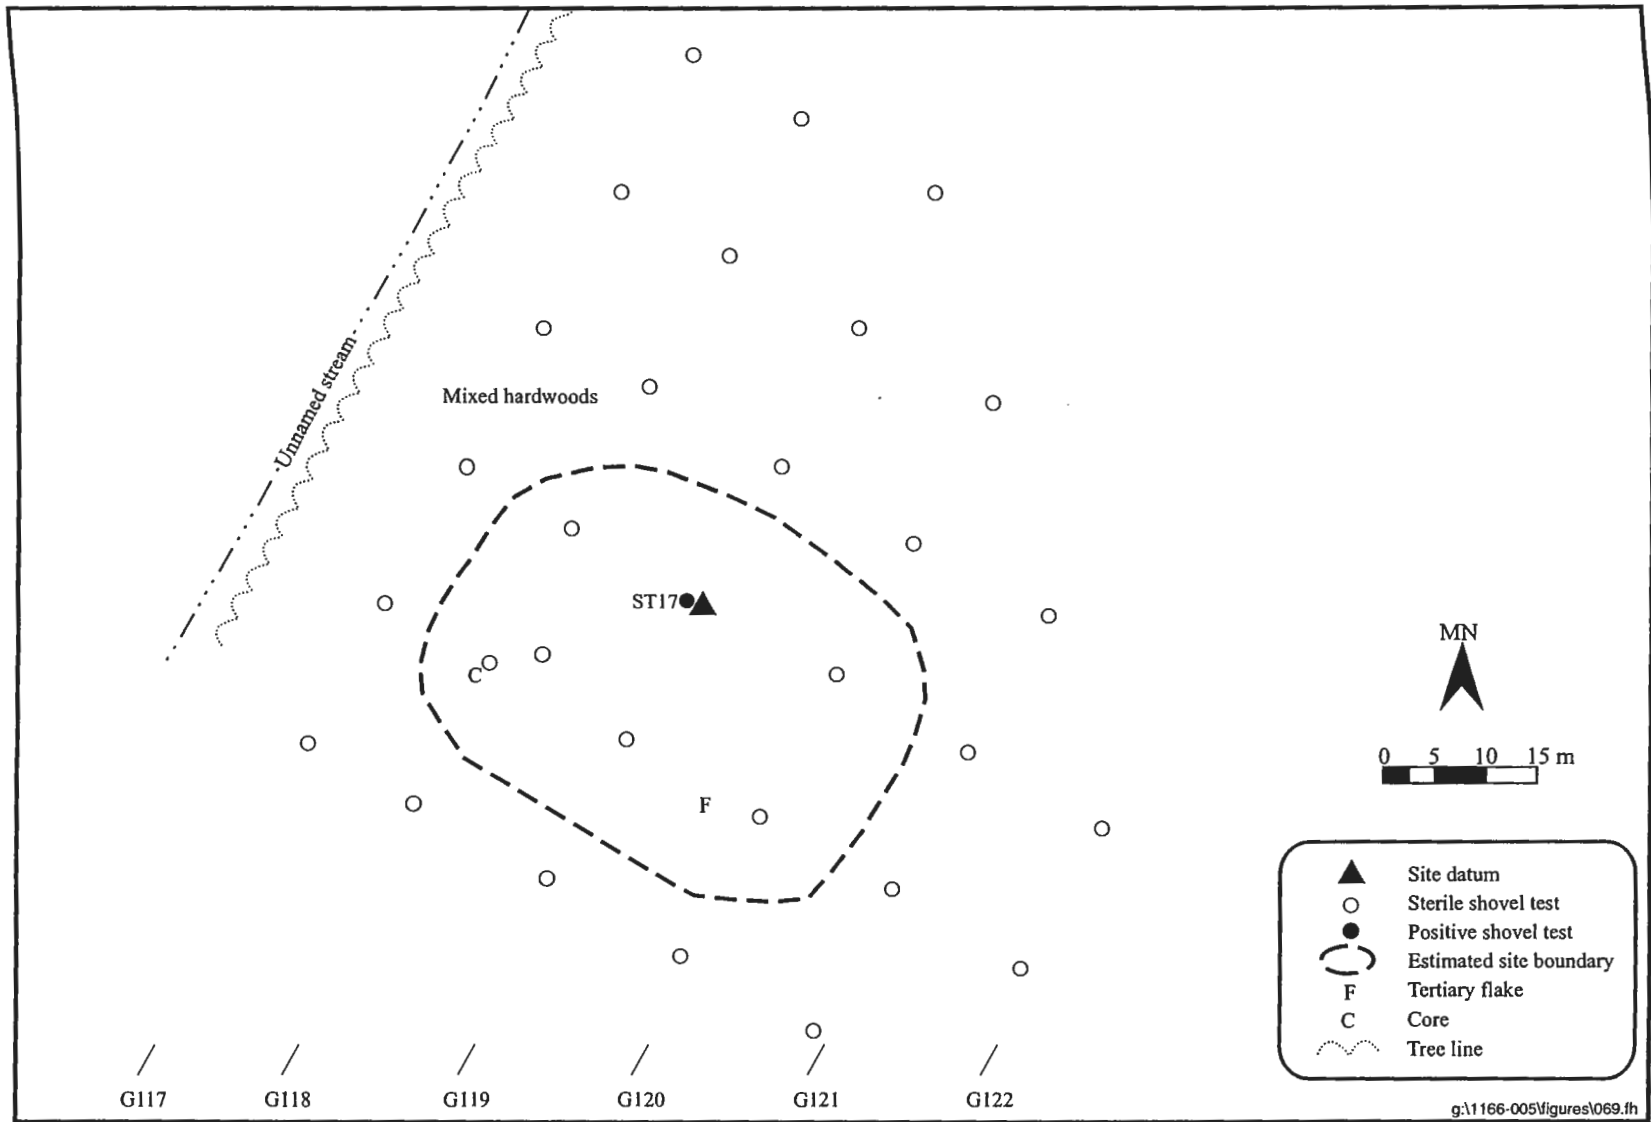 Unnamed stream
Mixed hardwoods
ST17
C
F
MN
0 5 10 15 m
Site datum
Sterile shovel test
Positive shovel test
Estimated site boundary
F Tertiary flake
C Core
Tree line
G117 G118 G119 G120 G121 G122
g:\1166-005\figures\069.fh